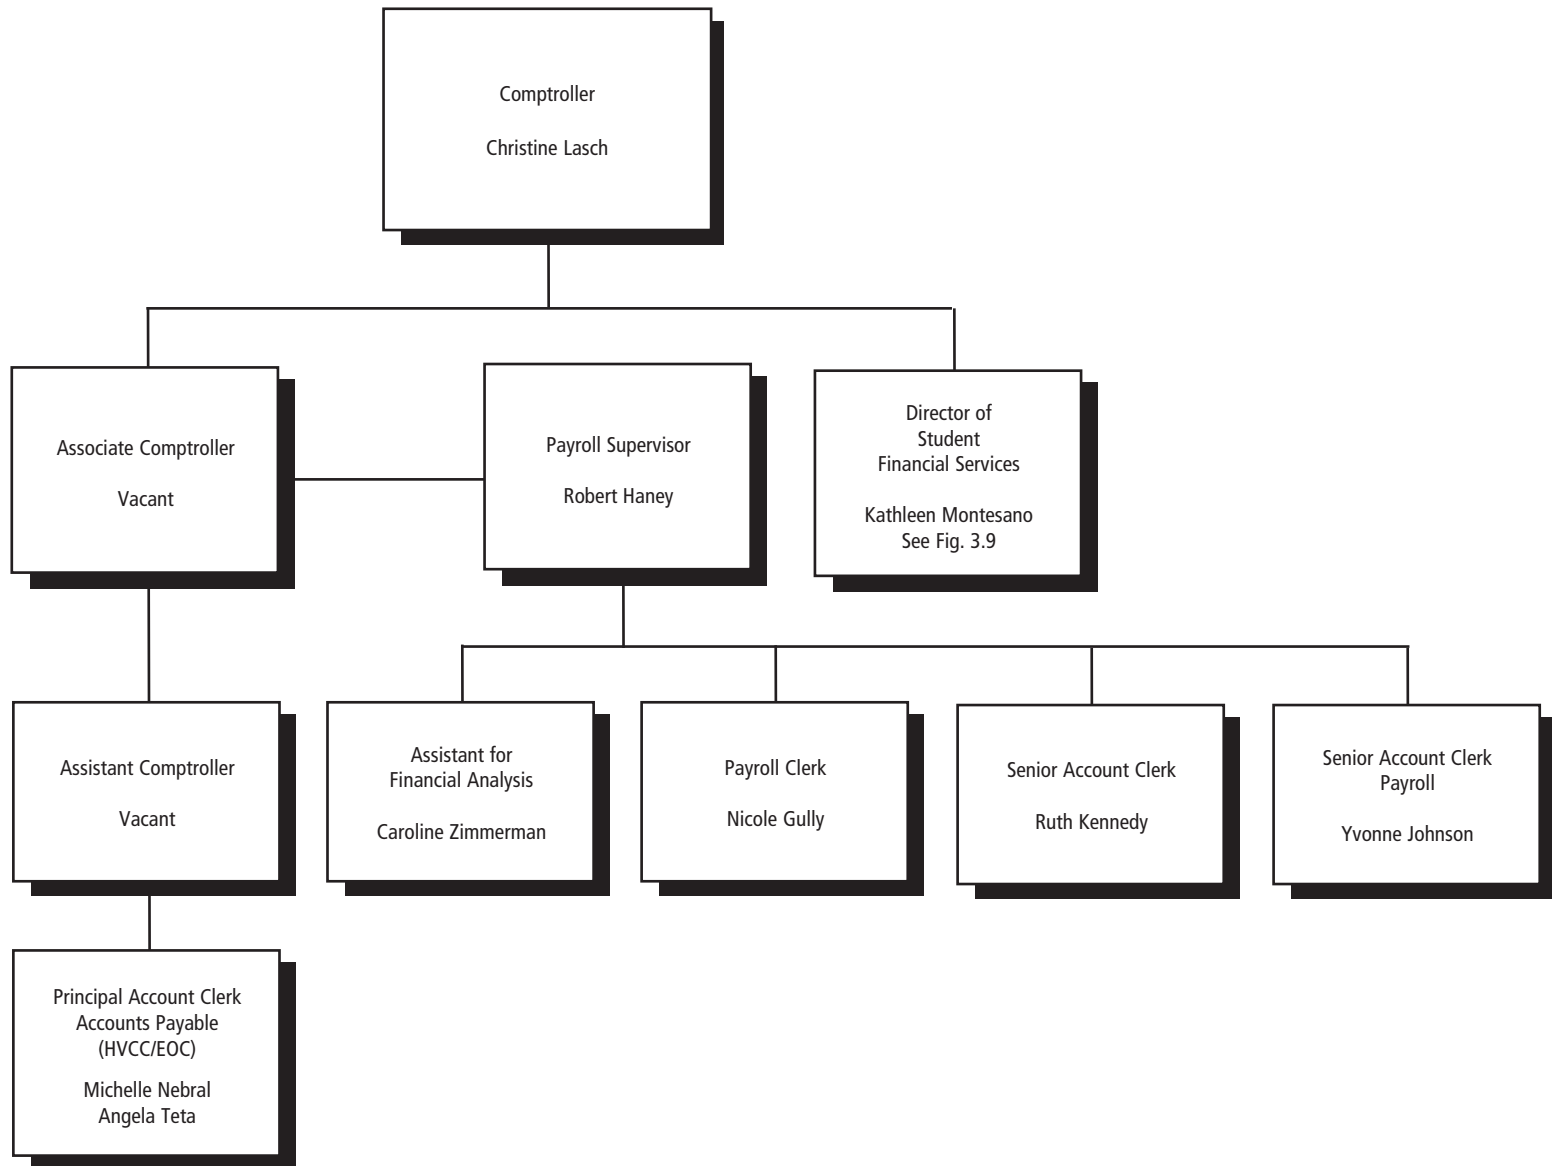 Comptroller
Christine Lasch
Associate Comptroller
Vacant
Payroll Supervisor
Robert Haney
Director of
Student
Financial Services
Kathleen Montesano
See Fig. 3.9
Assistant Comptroller
Vacant
Assistant for
Financial Analysis
Caroline Zimmerman
Payroll Clerk
Nicole Gully
Senior Account Clerk
Ruth Kennedy
Senior Account Clerk
Payroll
Yvonne Johnson
Principal Account Clerk
Accounts Payable
(HVCC/EOC)
Michelle Nebral
Angela Teta